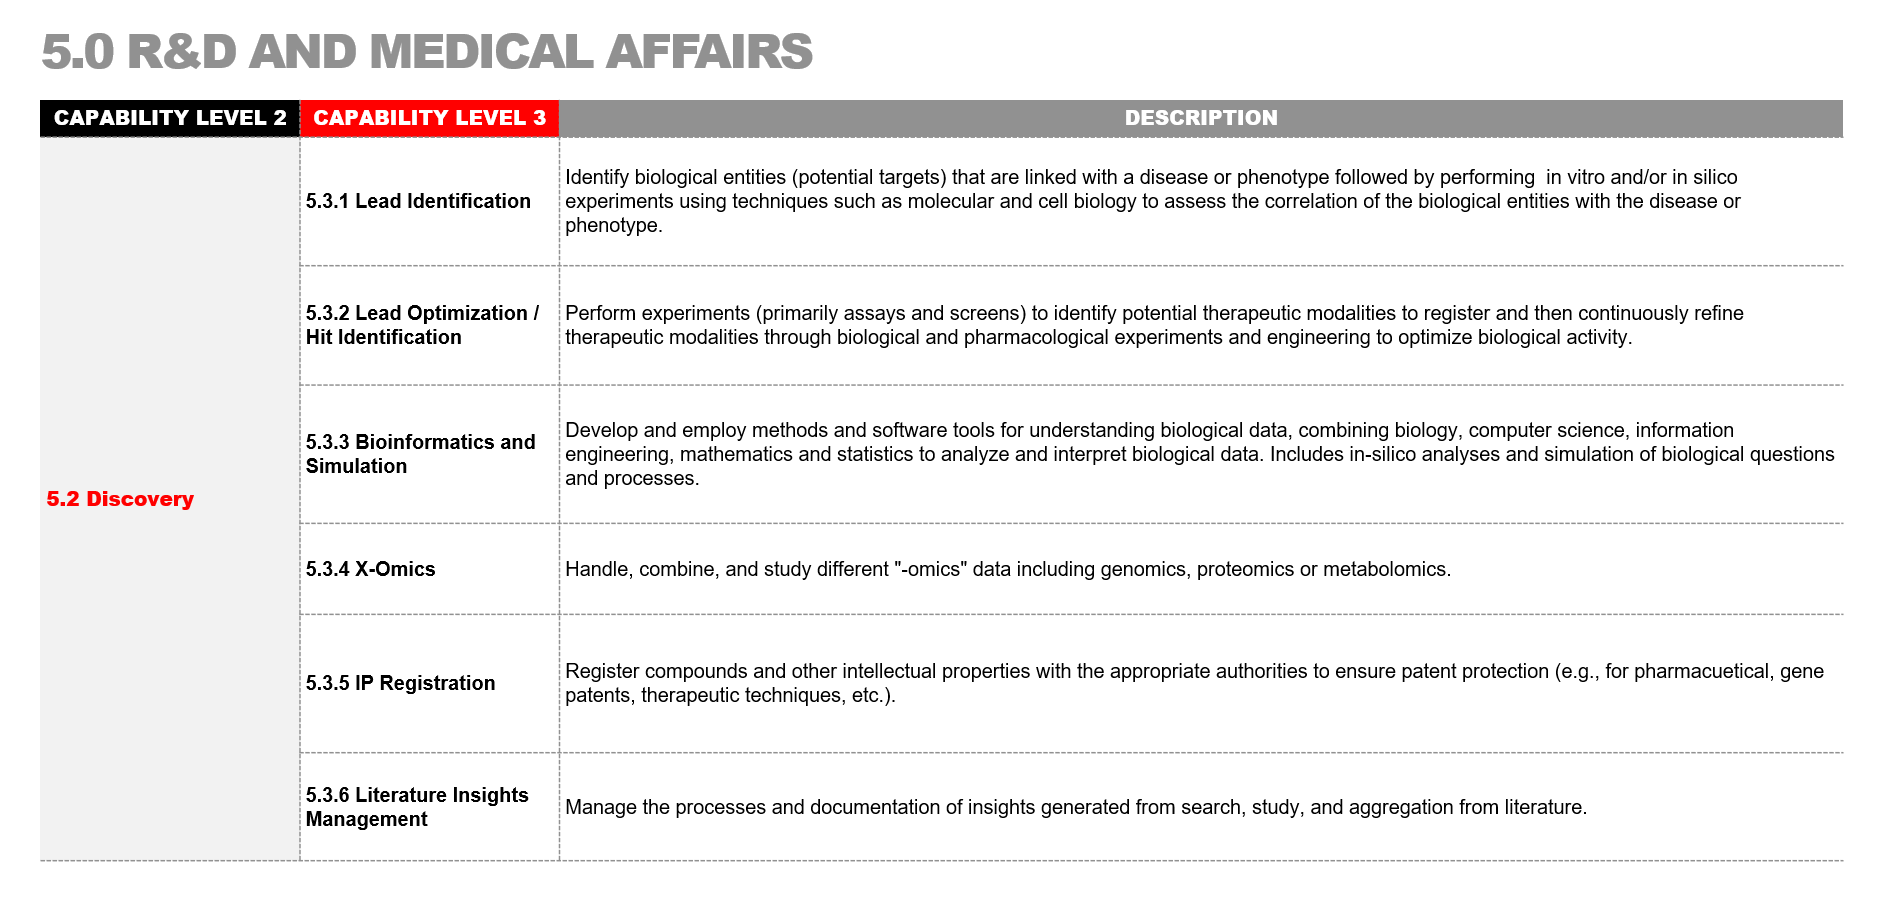 5.0 R&D AND MEDICAL AFFAIRS
CAPABILITY LEVEL 2
CAPABILITY LEVEL 3
DESCRIPTION
5.2 Discovery
5.3.1 Lead Identification
Identify biological entities (potential targets) that are linked with a disease or phenotype followed by performing  in vitro and/or in silico
experiments using techniques such as molecular and cell biology to assess the correlation of the biological entities with the disease or
phenotype.
5.3.2 Lead Optimization /
Hit Identification
Perform experiments (primarily assays and screens) to identify potential therapeutic modalities to register and then continuously refine
therapeutic modalities through biological and pharmacological experiments and engineering to optimize biological activity.
5.3.3 Bioinformatics and
Simulation
Develop and employ methods and software tools for understanding biological data, combining biology, computer science, information
engineering, mathematics and statistics to analyze and interpret biological data. Includes in-silico analyses and simulation of biological questions
and processes.
5.3.4 X-Omics
Handle, combine, and study different "-omics" data including genomics, proteomics or metabolomics.
5.3.5 IP Registration
Register compounds and other intellectual properties with the appropriate authorities to ensure patent protection (e.g., for pharmacuetical, gene
patents, therapeutic techniques, etc.).
5.3.6 Literature Insights
Management
Manage the processes and documentation of insights generated from search, study, and aggregation from literature.